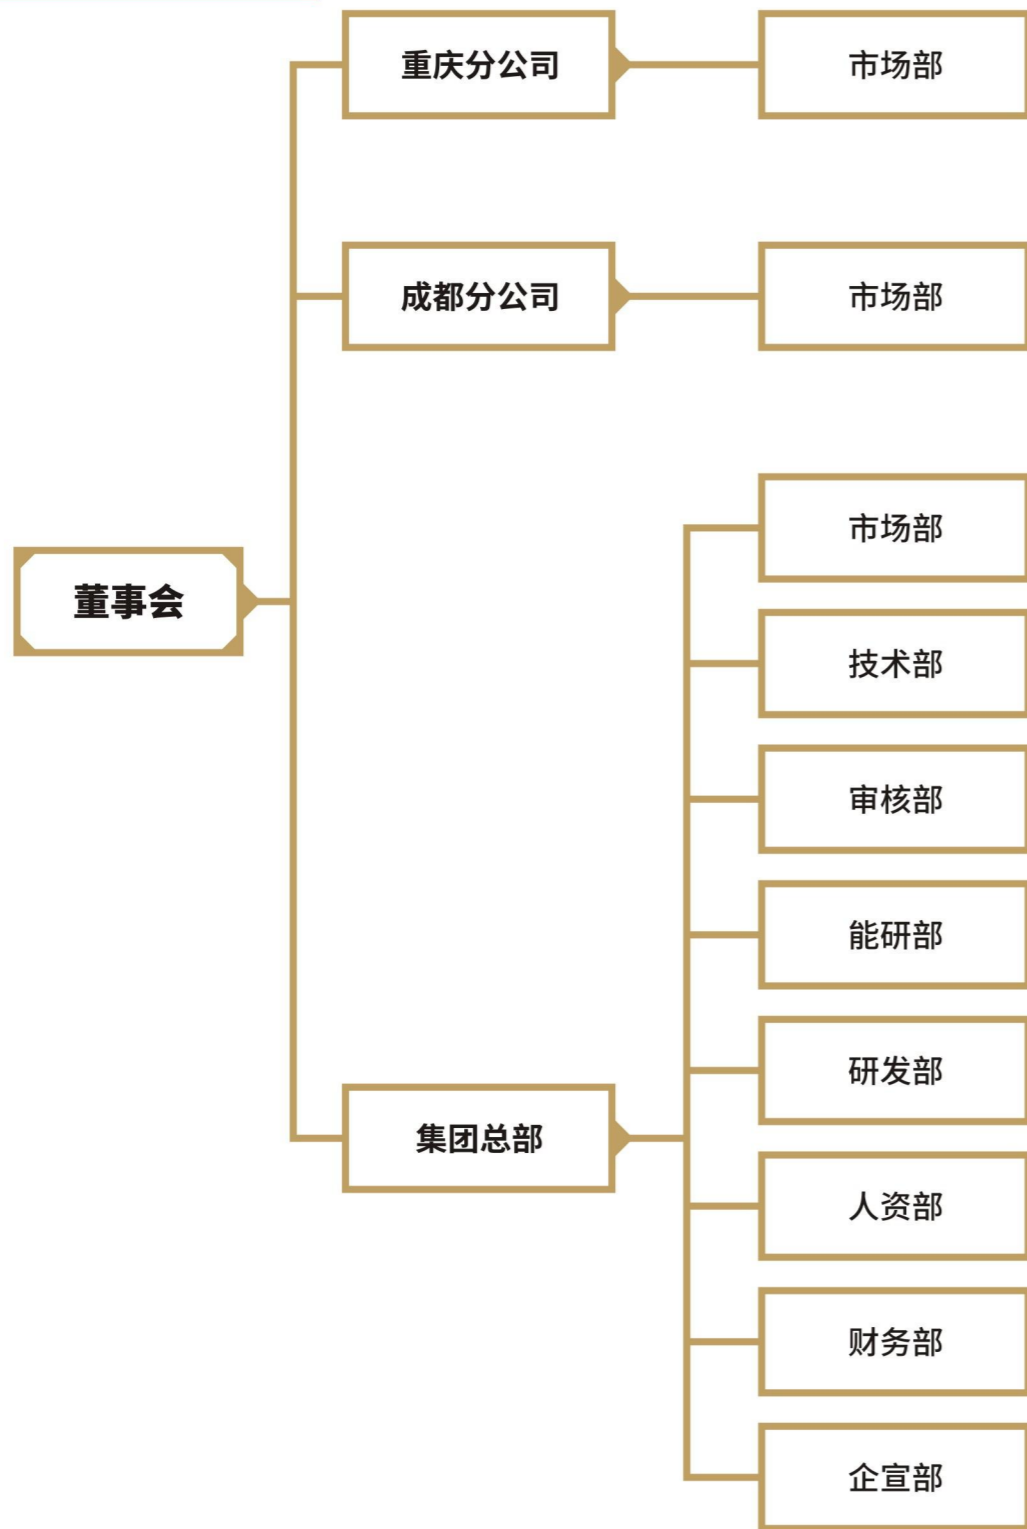 重庆分公司
市场部
成都分公司
市场部
董事会
集团总部
市场部
技术部
审核部
能研部
研发部
人资部
财务部
企宣部